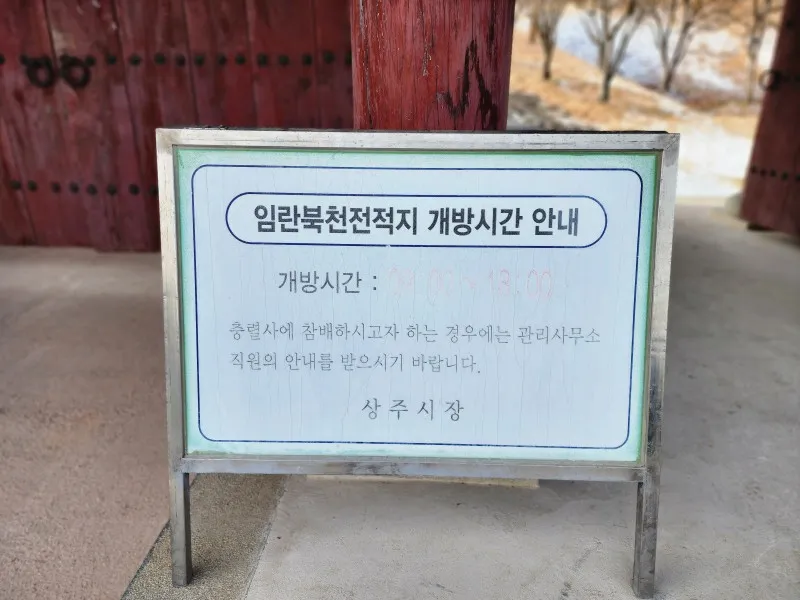 임란북천전적지 개방시간 안내
개방시간 :
충렬사에 참배하시고자 하는 경우에는 관리사무소
직원의 안내를 받으시기 바랍니다.
상주시장